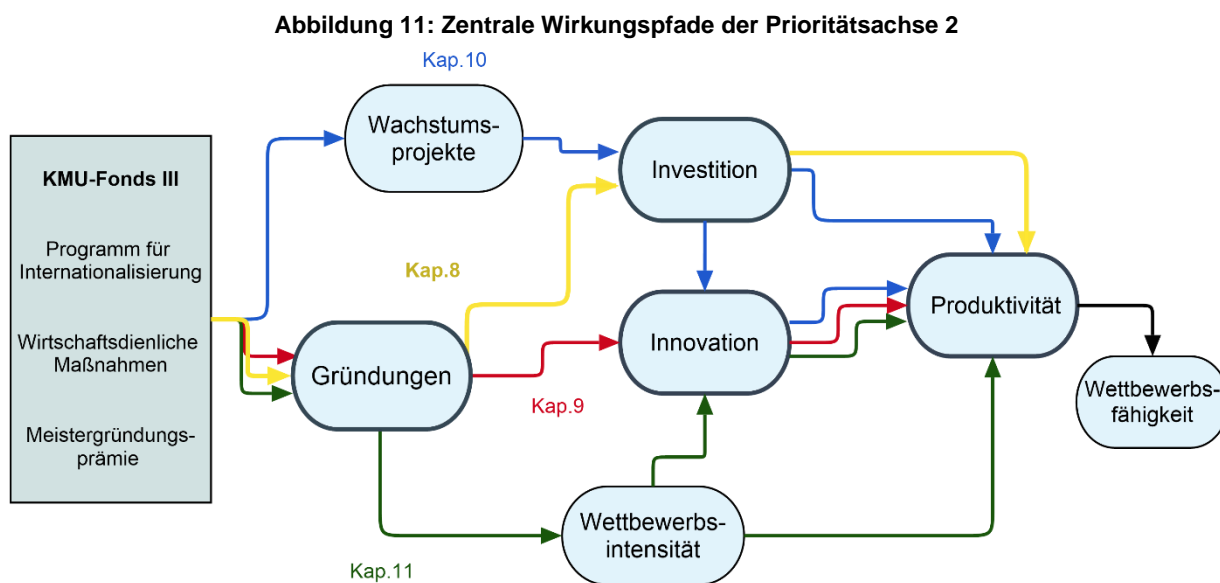 Abbildung 11: Zentrale Wirkungspfade der Prioritätsachse 2
Kap.10
Wachstums-
projekte
KMU-Fonds III
Programm für
Internationalisierung
Wirtschaftsdienliche
Maßnahmen
Meistergründungs-
prämie
Investition
Kap.8
Gründungen
Innovation
Kap.9
Produktivität
Wettbewerbs-
fähigkeit
Wettbewerbs-
intensität
Kap.11